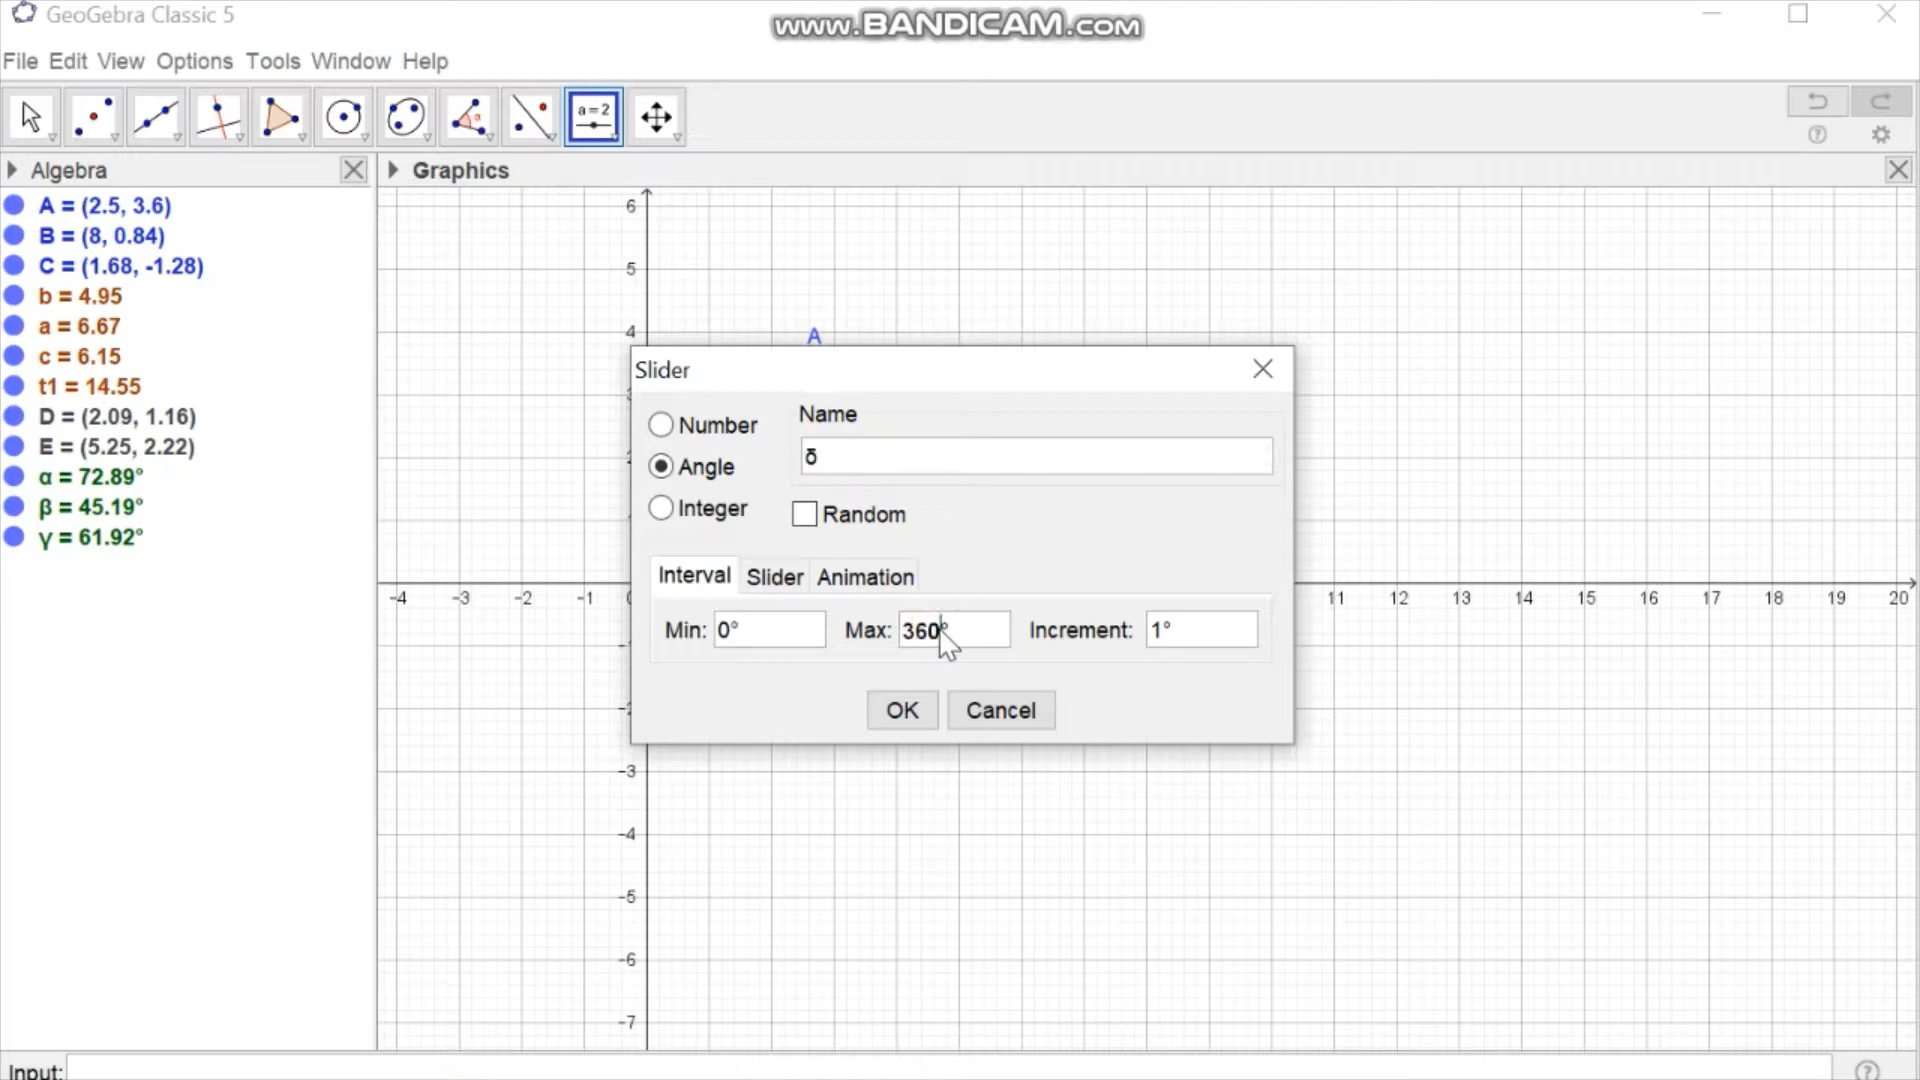 GeoGebra Classic 5
www.BANDICAM.com
File Edit View Options Tools Window Help
a=2
Algebra
Graphics
A = (2.5, 3.6)
B = (8, 0.84)
C = (1.68, -1.28)
b = 4.95
a = 6.67
c = 6.15
t1 = 14.55
D = (2.09, 1.16)
E = (5.25, 2.22)
α = 72.89°
β = 45.19°
γ = 61.92°
6
5
4
A
Slider
Number
Angle
Integer
Name
δ
Random
Interval Slider Animation
Min: 0° Max: 360° Increment: 1°
OK Cancel
-4 -3 -2 -1 11 12 13 14 15 16 17 18 19 20
-3
-4
-5
-6
-7
Input: